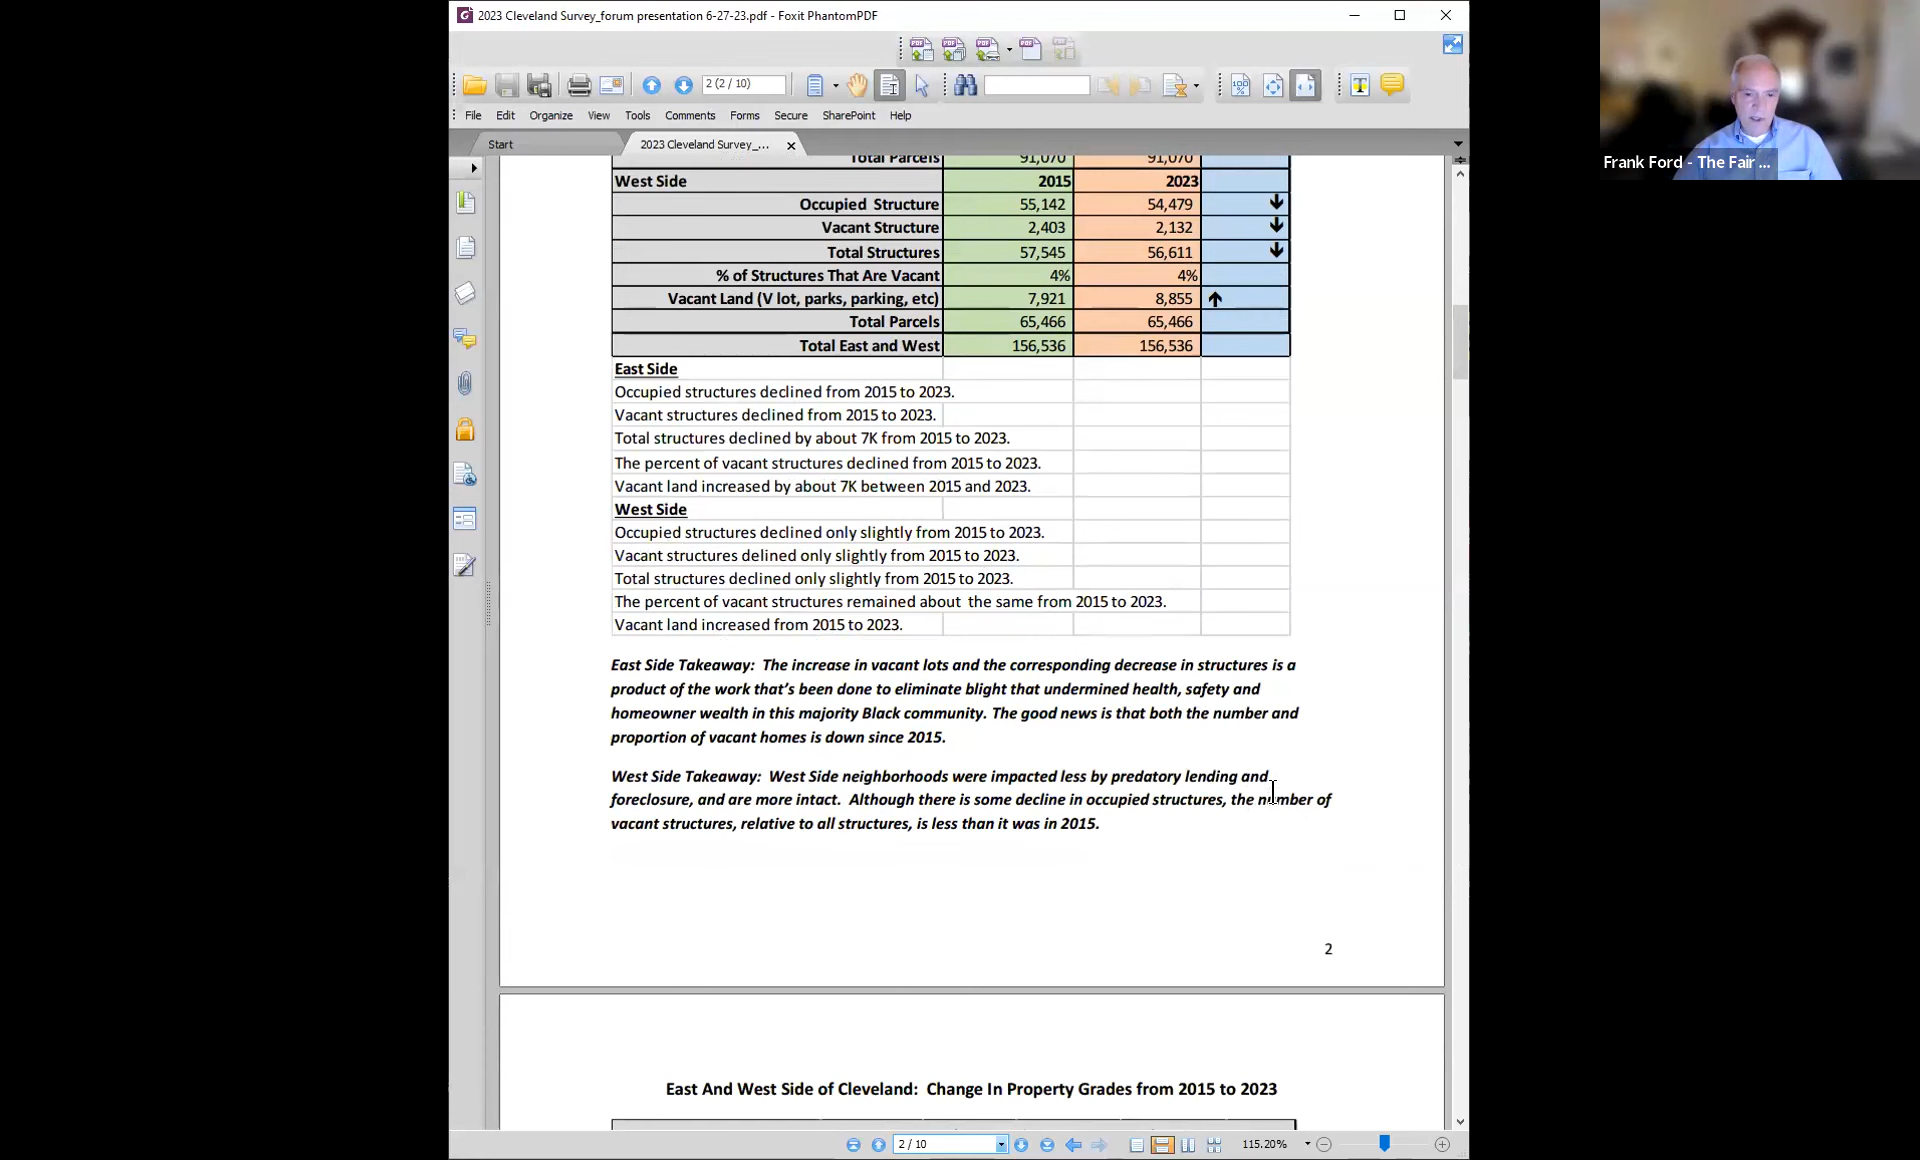 2023 Cleveland Survey_forum presentation 6-27-23.pdf - Foxit PhantomPDF
2 (2 / 10)
File Edit Organize View Tools Comments Forms Secure SharePoint Help
Start 2023 Cleveland Survey_...
Frank Ford - The Fair ...
Total Parcels 91,070 91,070
West Side 2015 2023
Occupied Structure 55,142 54,479
Vacant Structure 2,403 2,132
Total Structures 57,545 56,611
% of Structures That Are Vacant 4% 4%
Vacant Land (V lot, parks, parking, etc) 7,921 8,855
Total Parcels 65,466 65,466
Total East and West 156,536 156,536
East Side
Occupied structures declined from 2015 to 2023.
Vacant structures declined from 2015 to 2023.
Total structures declined by about 7K from 2015 to 2023.
The percent of vacant structures declined from 2015 to 2023.
Vacant land increased by about 7K between 2015 and 2023.
West Side
Occupied structures declined only slightly from 2015 to 2023.
Vacant structures delined only slightly from 2015 to 2023.
Total structures declined only slightly from 2015 to 2023.
The percent of vacant structures remained about the same from 2015 to 2023.
Vacant land increased from 2015 to 2023.
East Side Takeaway: The increase in vacant lots and the corresponding decrease in structures is a
product of the work that’s been done to eliminate blight that undermined health, safety and
homeowner wealth in this majority Black community. The good news is that both the number and
proportion of vacant homes is down since 2015.
West Side Takeaway: West Side neighborhoods were impacted less by predatory lending and
foreclosure, and are more intact. Although there is some decline in occupied structures, the number of
vacant structures, relative to all structures, is less than it was in 2015.
2
East And West Side of Cleveland: Change In Property Grades from 2015 to 2023
2 / 10
115.20%